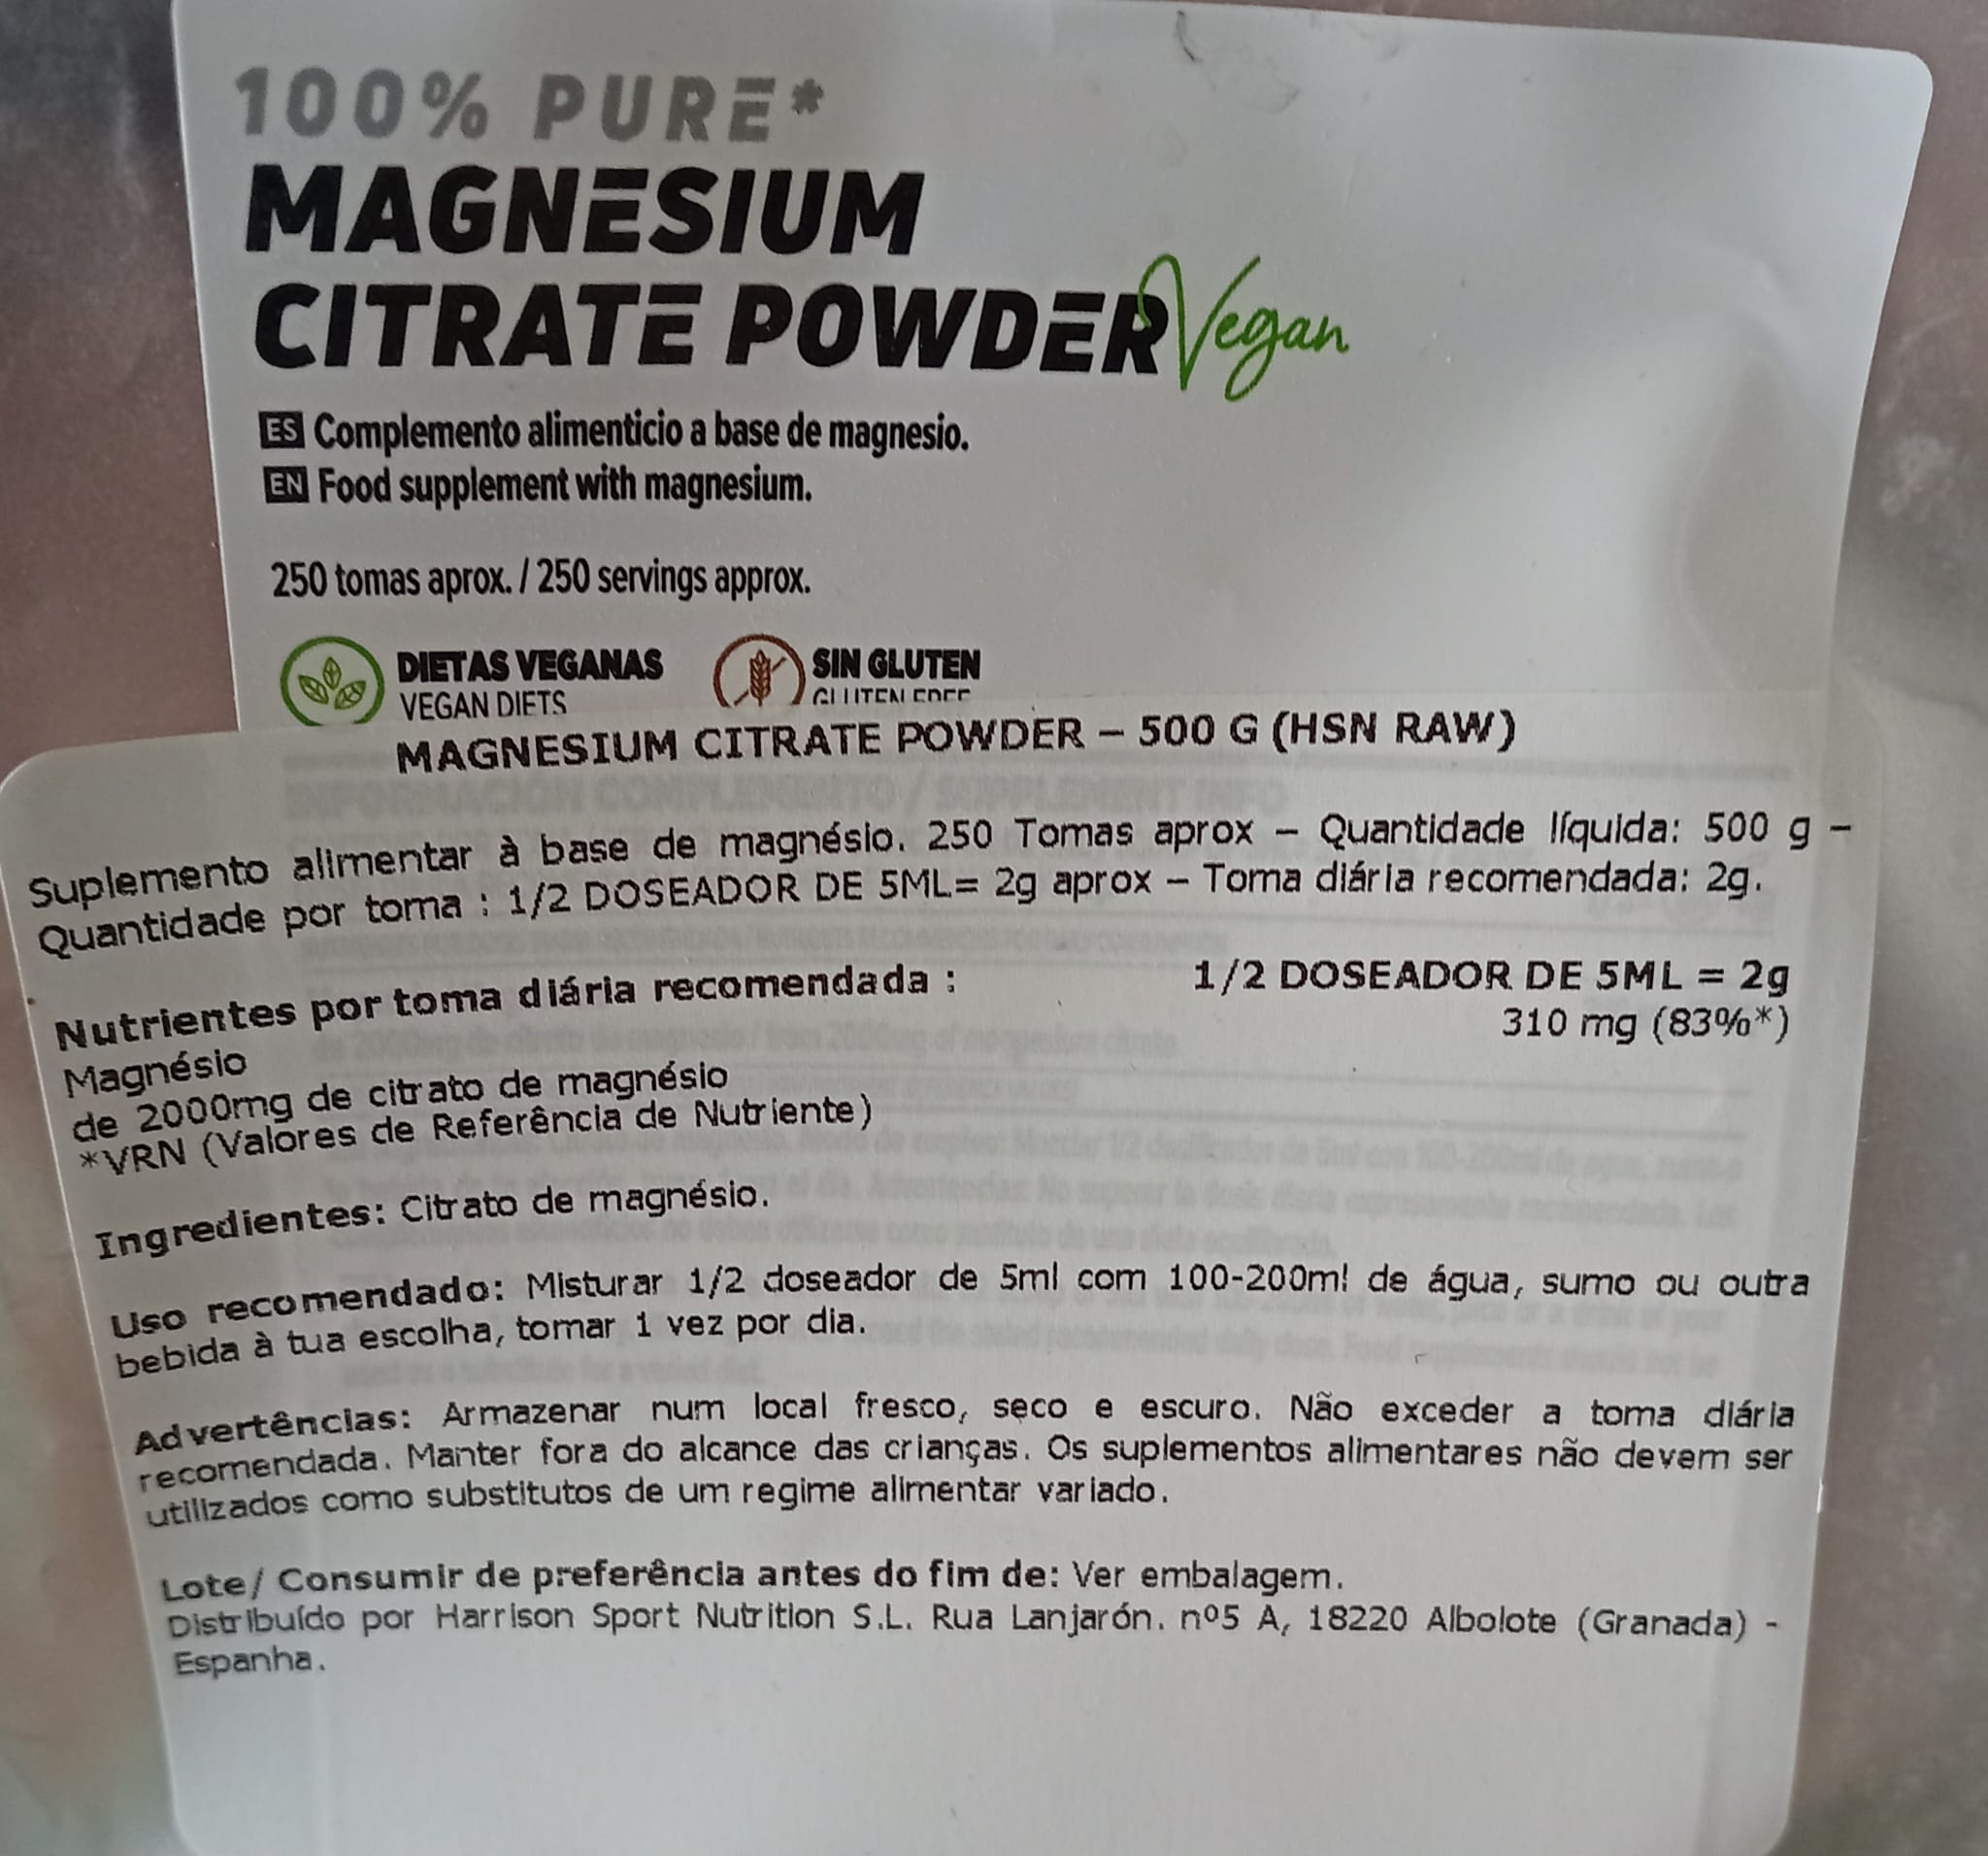 100% PURE*
MAGNESIUM
CITRATE POWDER Vegan
ES Complemento alimenticio a base de magnesio.
EN Food supplement with magnesium.
250 tomas aprox. / 250 servings approx.
DIETAS VEGANAS
VEGAN DIETS
SIN GLUTEN
GLUTEN FREE
MAGNESIUM CITRATE POWDER – 500 G (HSN RAW)
Suplemento alimentar à base de magnésio. 250 Tomas aprox – Quantidade líquida: 500 g –
Quantidade por toma : 1/2 DOSEADOR DE 5ML= 2g aprox – Toma diária recomendada: 2g.
Nutrientes por toma diária recomendada : 1/2 DOSEADOR DE 5ML = 2g
Magnésio 310 mg (83%*)
de 2000mg de citrato de magnésio
*VRN (Valores de Referência de Nutriente)
Ingredientes: Citrato de magnésio.
Uso recomendado: Misturar 1/2 doseador de 5ml com 100-200ml de água, sumo ou outra
bebida à tua escolha, tomar 1 vez por dia.
Advertências: Armazenar num local fresco, seco e escuro. Não exceder a toma diária
recomendada. Manter fora do alcance das crianças. Os suplementos alimentares não devem ser
utilizados como substitutos de um regime alimentar variado.
Lote/ Consumir de preferência antes do fim de: Ver embalagem.
Distribuído por Harrison Sport Nutrition S.L. Rua Lanjarón. nº5 A, 18220 Albolote (Granada) -
Espanha.